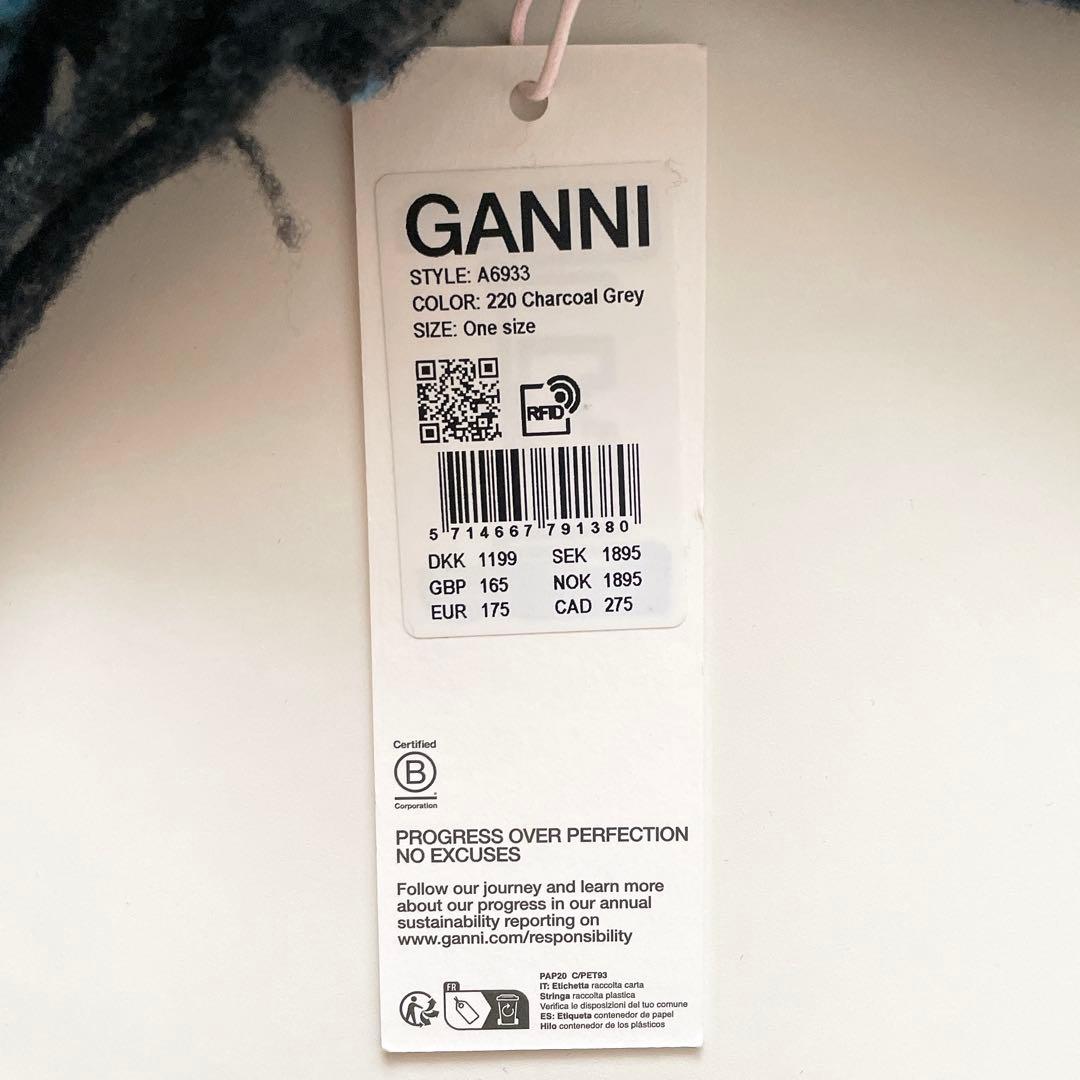 GANNI
STYLE: A6933
COLOR: 220 Charcoal Grey
SIZE: One size
RFID
5 714667 791380
DKK 1199 SEK 1895
GBP 165 NOK 1895
EUR 175 CAD 275
Certified
B
Corporation
PROGRESS OVER PERFECTION
NO EXCUSES
Follow our journey and learn more
about our progress in our annual
sustainability reporting on
www.ganni.com/responsibility
FR
PAP20 C/PET93
IT: Etichetta raccolta carta
Stringa raccolta plastica
Verifica le disposizioni del tuo comune
ES: Etiqueta contenedor de papel
Hilo contenedor de los plásticos